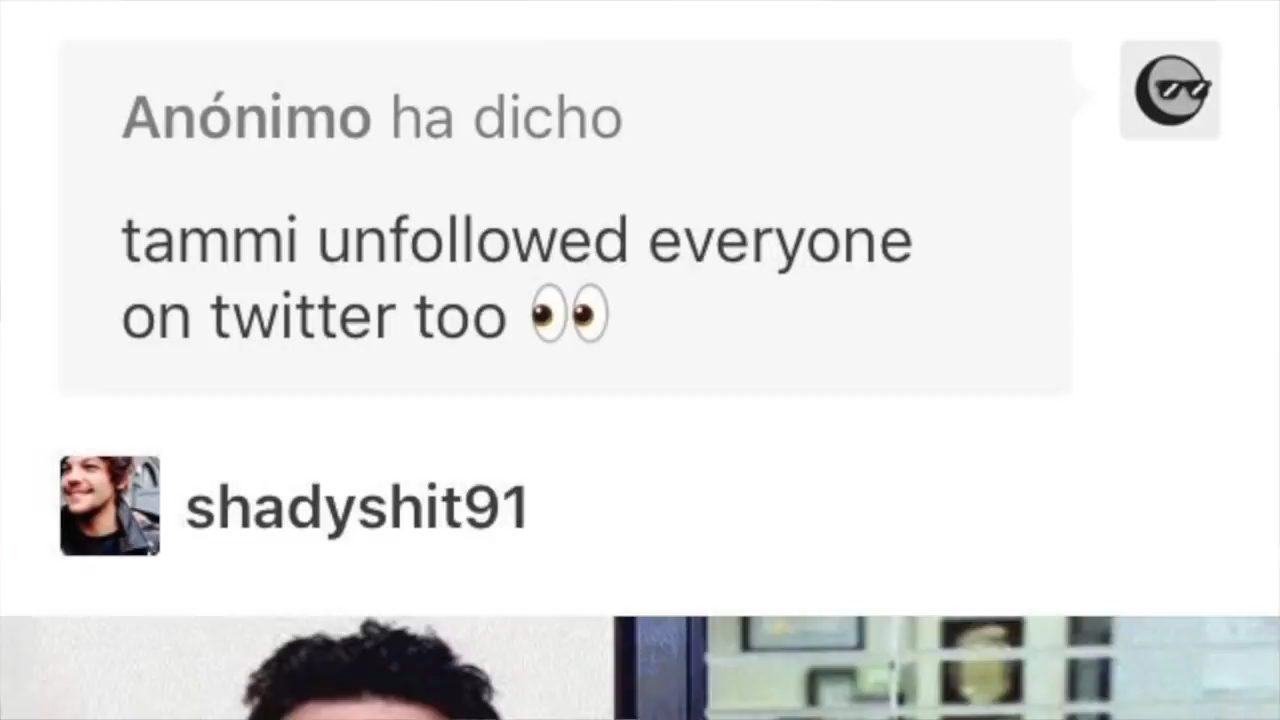 Anónimo ha dicho
tammi unfollowed everyone
on twitter too 👀
shadyshit91